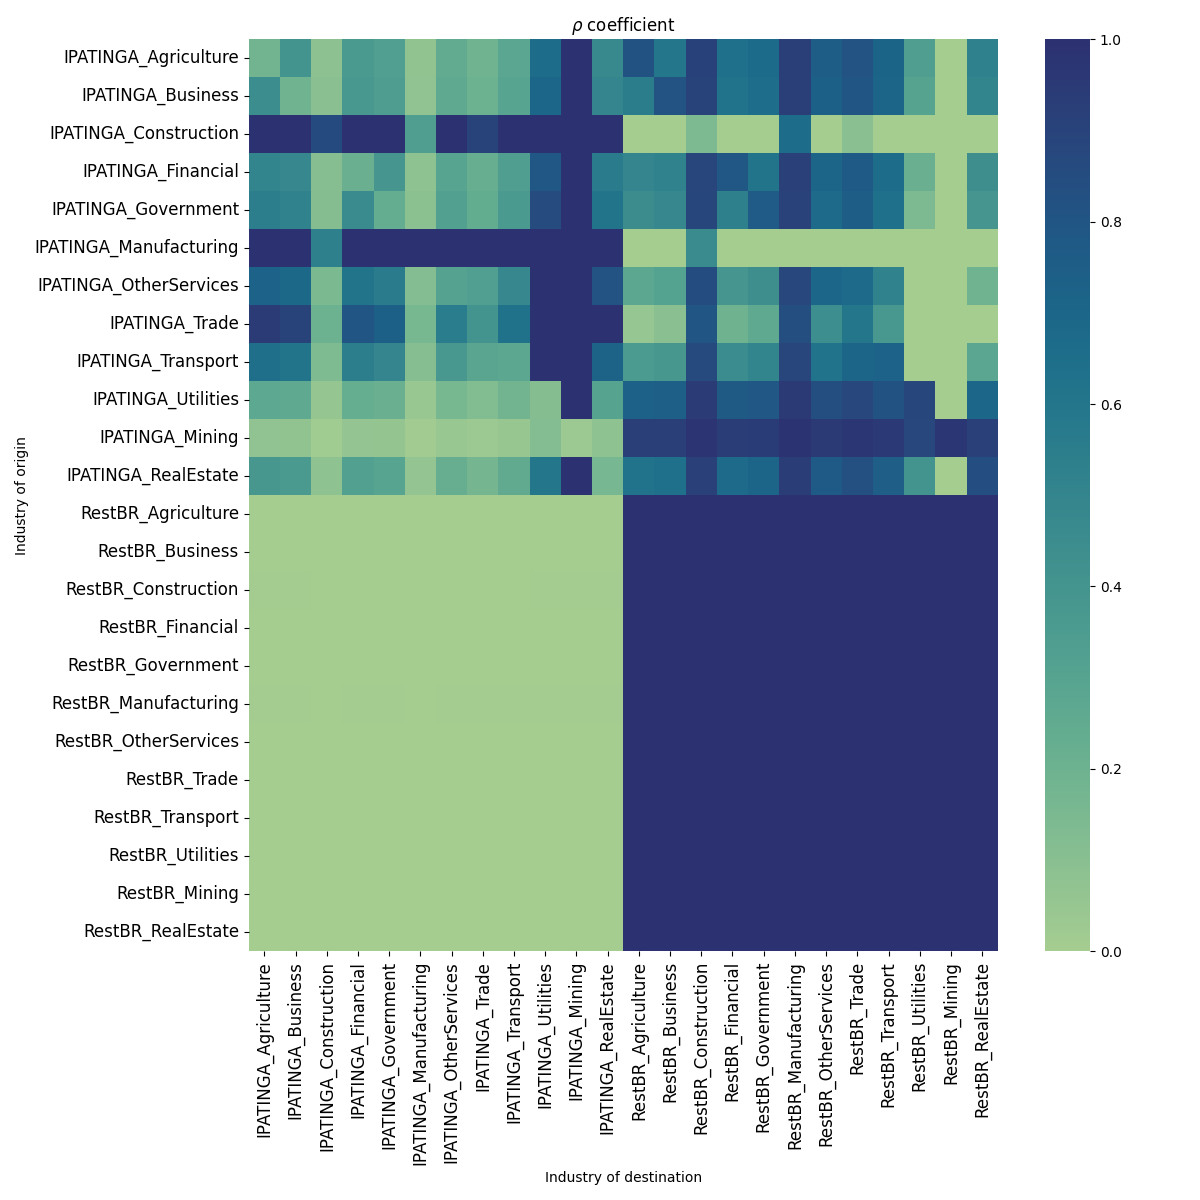 ρ coefficient
IPATINGA_Agriculture
IPATINGA_Business
IPATINGA_Construction
IPATINGA_Financial
IPATINGA_Government
IPATINGA_Manufacturing
IPATINGA_OtherServices
IPATINGA_Trade
IPATINGA_Transport
IPATINGA_Utilities
IPATINGA_Mining
IPATINGA_RealEstate
RestBR_Agriculture
RestBR_Business
RestBR_Construction
RestBR_Financial
RestBR_Government
RestBR_Manufacturing
RestBR_OtherServices
RestBR_Trade
RestBR_Transport
RestBR_Utilities
RestBR_Mining
RestBR_RealEstate
Industry of origin
IPATINGA_Agriculture
IPATINGA_Business
IPATINGA_Construction
IPATINGA_Financial
IPATINGA_Government
IPATINGA_Manufacturing
IPATINGA_OtherServices
IPATINGA_Trade
IPATINGA_Transport
IPATINGA_Utilities
IPATINGA_Mining
IPATINGA_RealEstate
RestBR_Agriculture
RestBR_Business
RestBR_Construction
RestBR_Financial
RestBR_Government
RestBR_Manufacturing
RestBR_OtherServices
RestBR_Trade
RestBR_Transport
RestBR_Utilities
RestBR_Mining
RestBR_RealEstate
Industry of destination
1.0
0.8
0.6
0.4
0.2
0.0